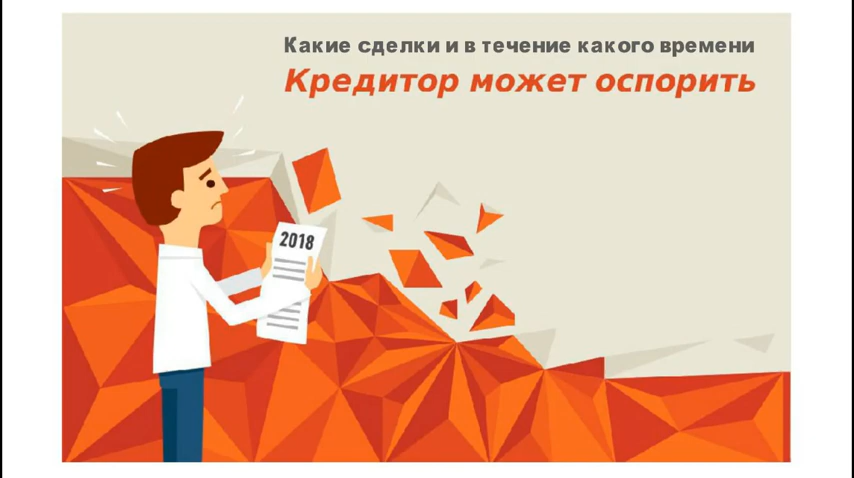 Какие сделки и в течение какого времени
Кредитор может оспорить
2018